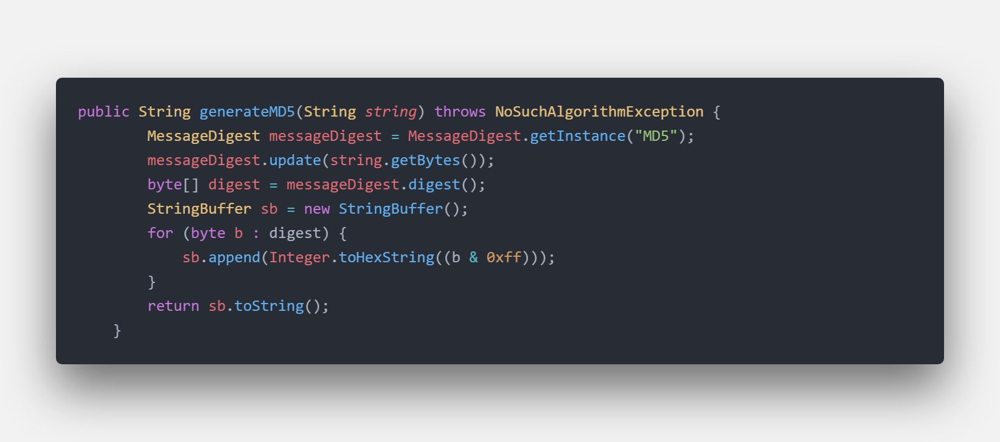 public String generateMD5(String string) throws NoSuchAlgorithmException {
        MessageDigest messageDigest = MessageDigest.getInstance("MD5");
        messageDigest.update(string.getBytes());
        byte[] digest = messageDigest.digest();
        StringBuffer sb = new StringBuffer();
        for (byte b : digest) {
            sb.append(Integer.toHexString((b & 0xff)));
        }
        return sb.toString();
    }